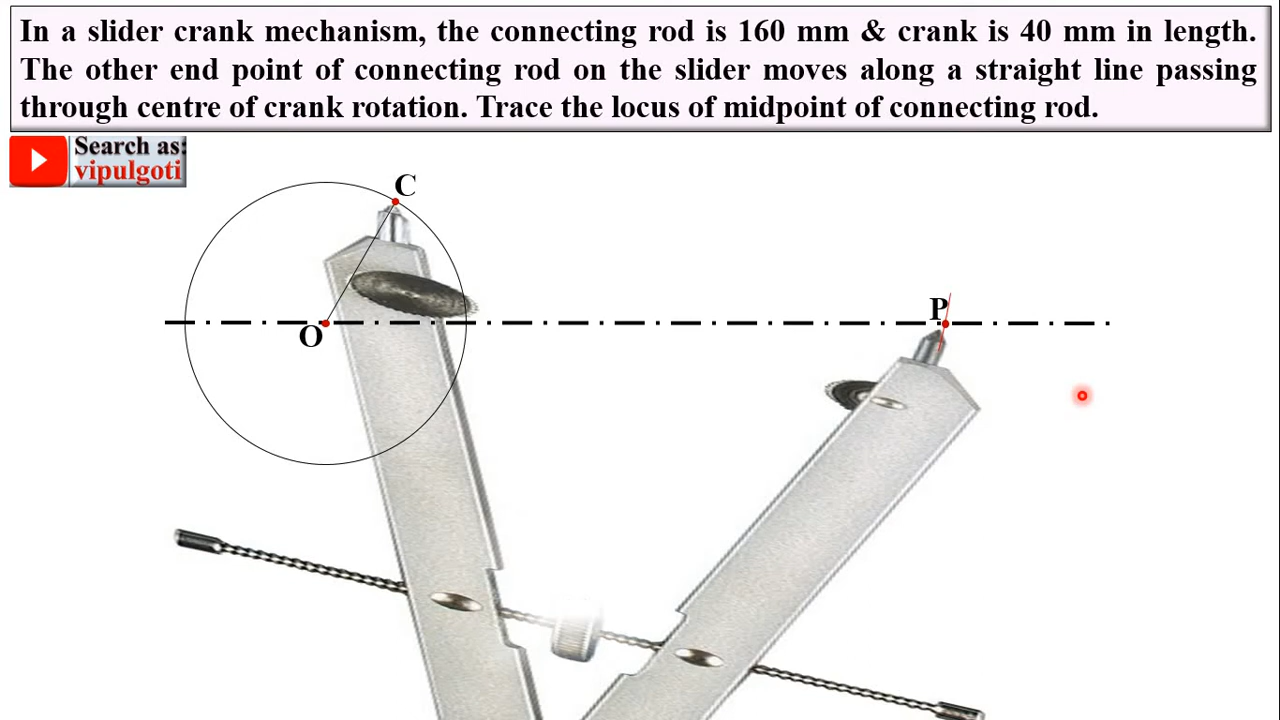 In a slider crank mechanism, the connecting rod is 160 mm & crank is 40 mm in length.
The other end point of connecting rod on the slider moves along a straight line passing
through centre of crank rotation. Trace the locus of midpoint of connecting rod.
Search as:
vipulgoti
C
P
O